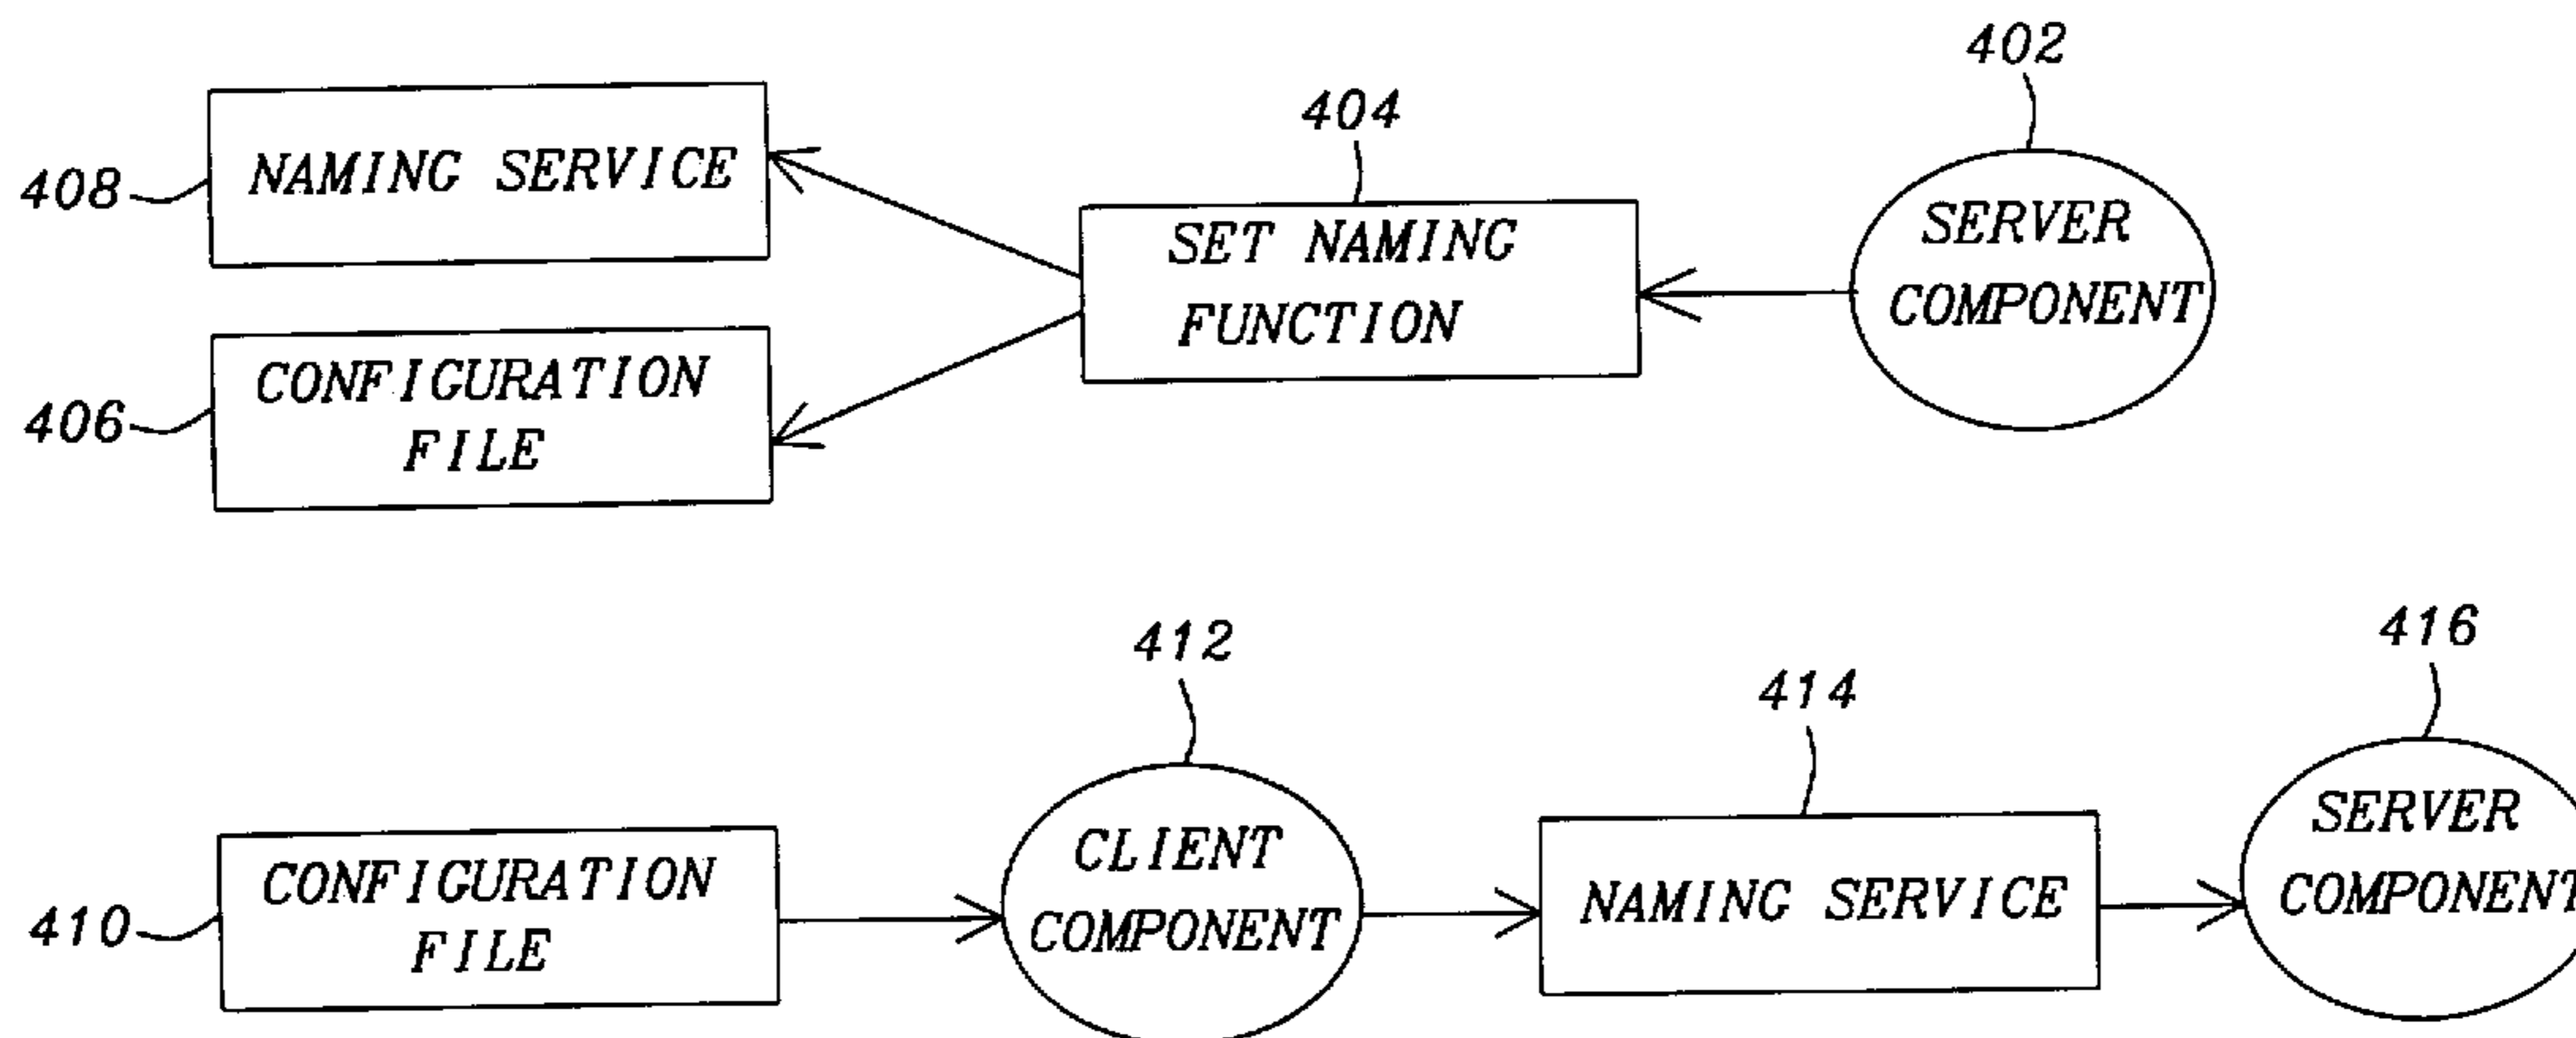 402
404
408
NAMING SERVICE
SET NAMING
FUNCTION
SERVER
COMPONENT
406
CONFIGURATION
FILE
412
414
416
410
CONFIGURATION
FILE
CLIENT
COMPONENT
NAMING SERVICE
SERVER
COMPONENT